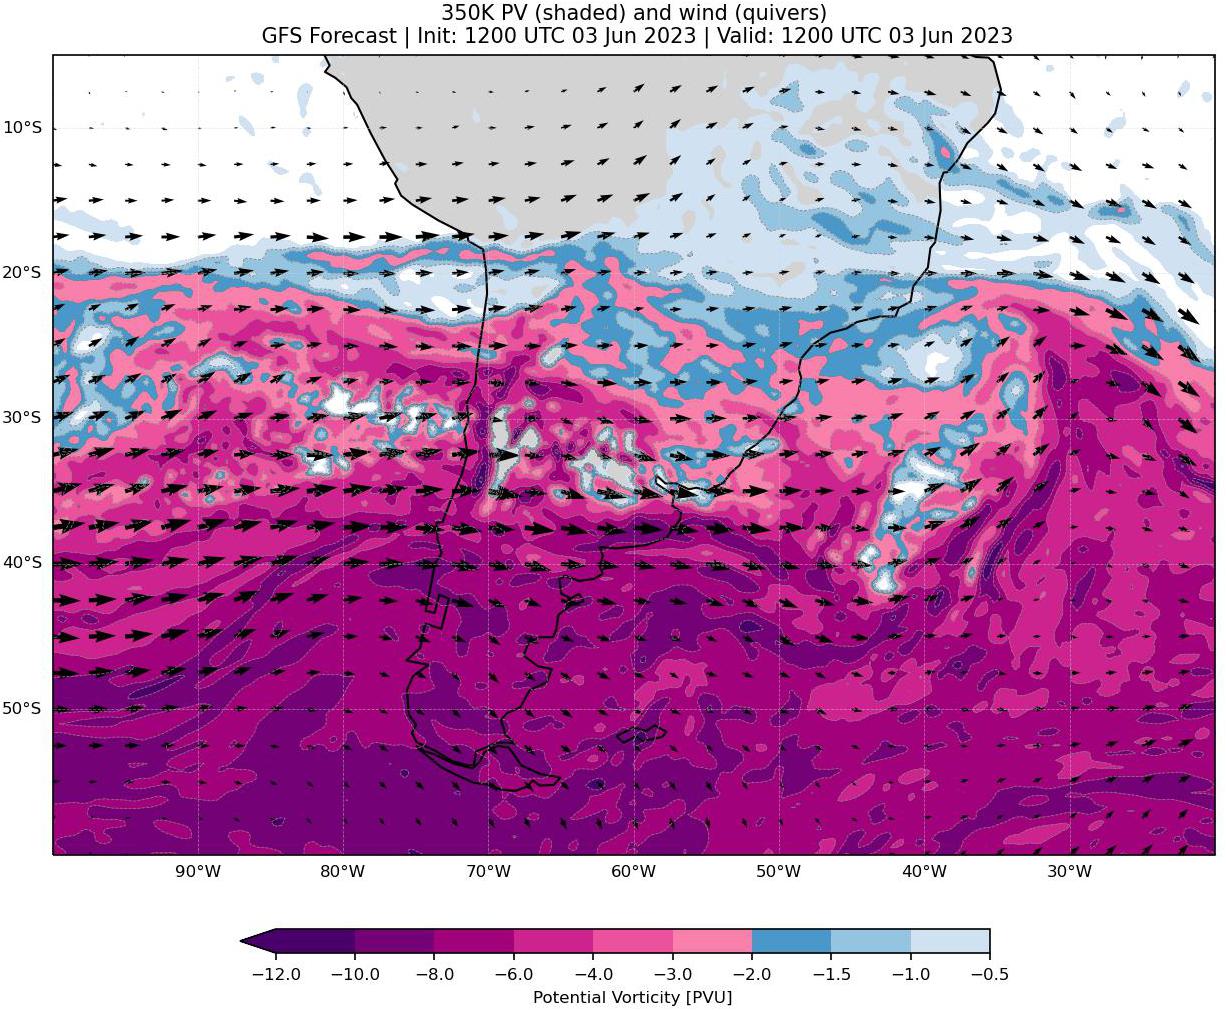 350K PV (shaded) and wind (quivers)
GFS Forecast | Init: 1200 UTC 03 Jun 2023 | Valid: 1200 UTC 03 Jun 2023
10°S
20°S
30°S
40°S
50°S
90°W 80°W 70°W 60°W 50°W 40°W 30°W
−12.0 −10.0 −8.0 −6.0 −4.0 −3.0 −2.0 −1.5 −1.0 −0.5
Potential Vorticity [PVU]